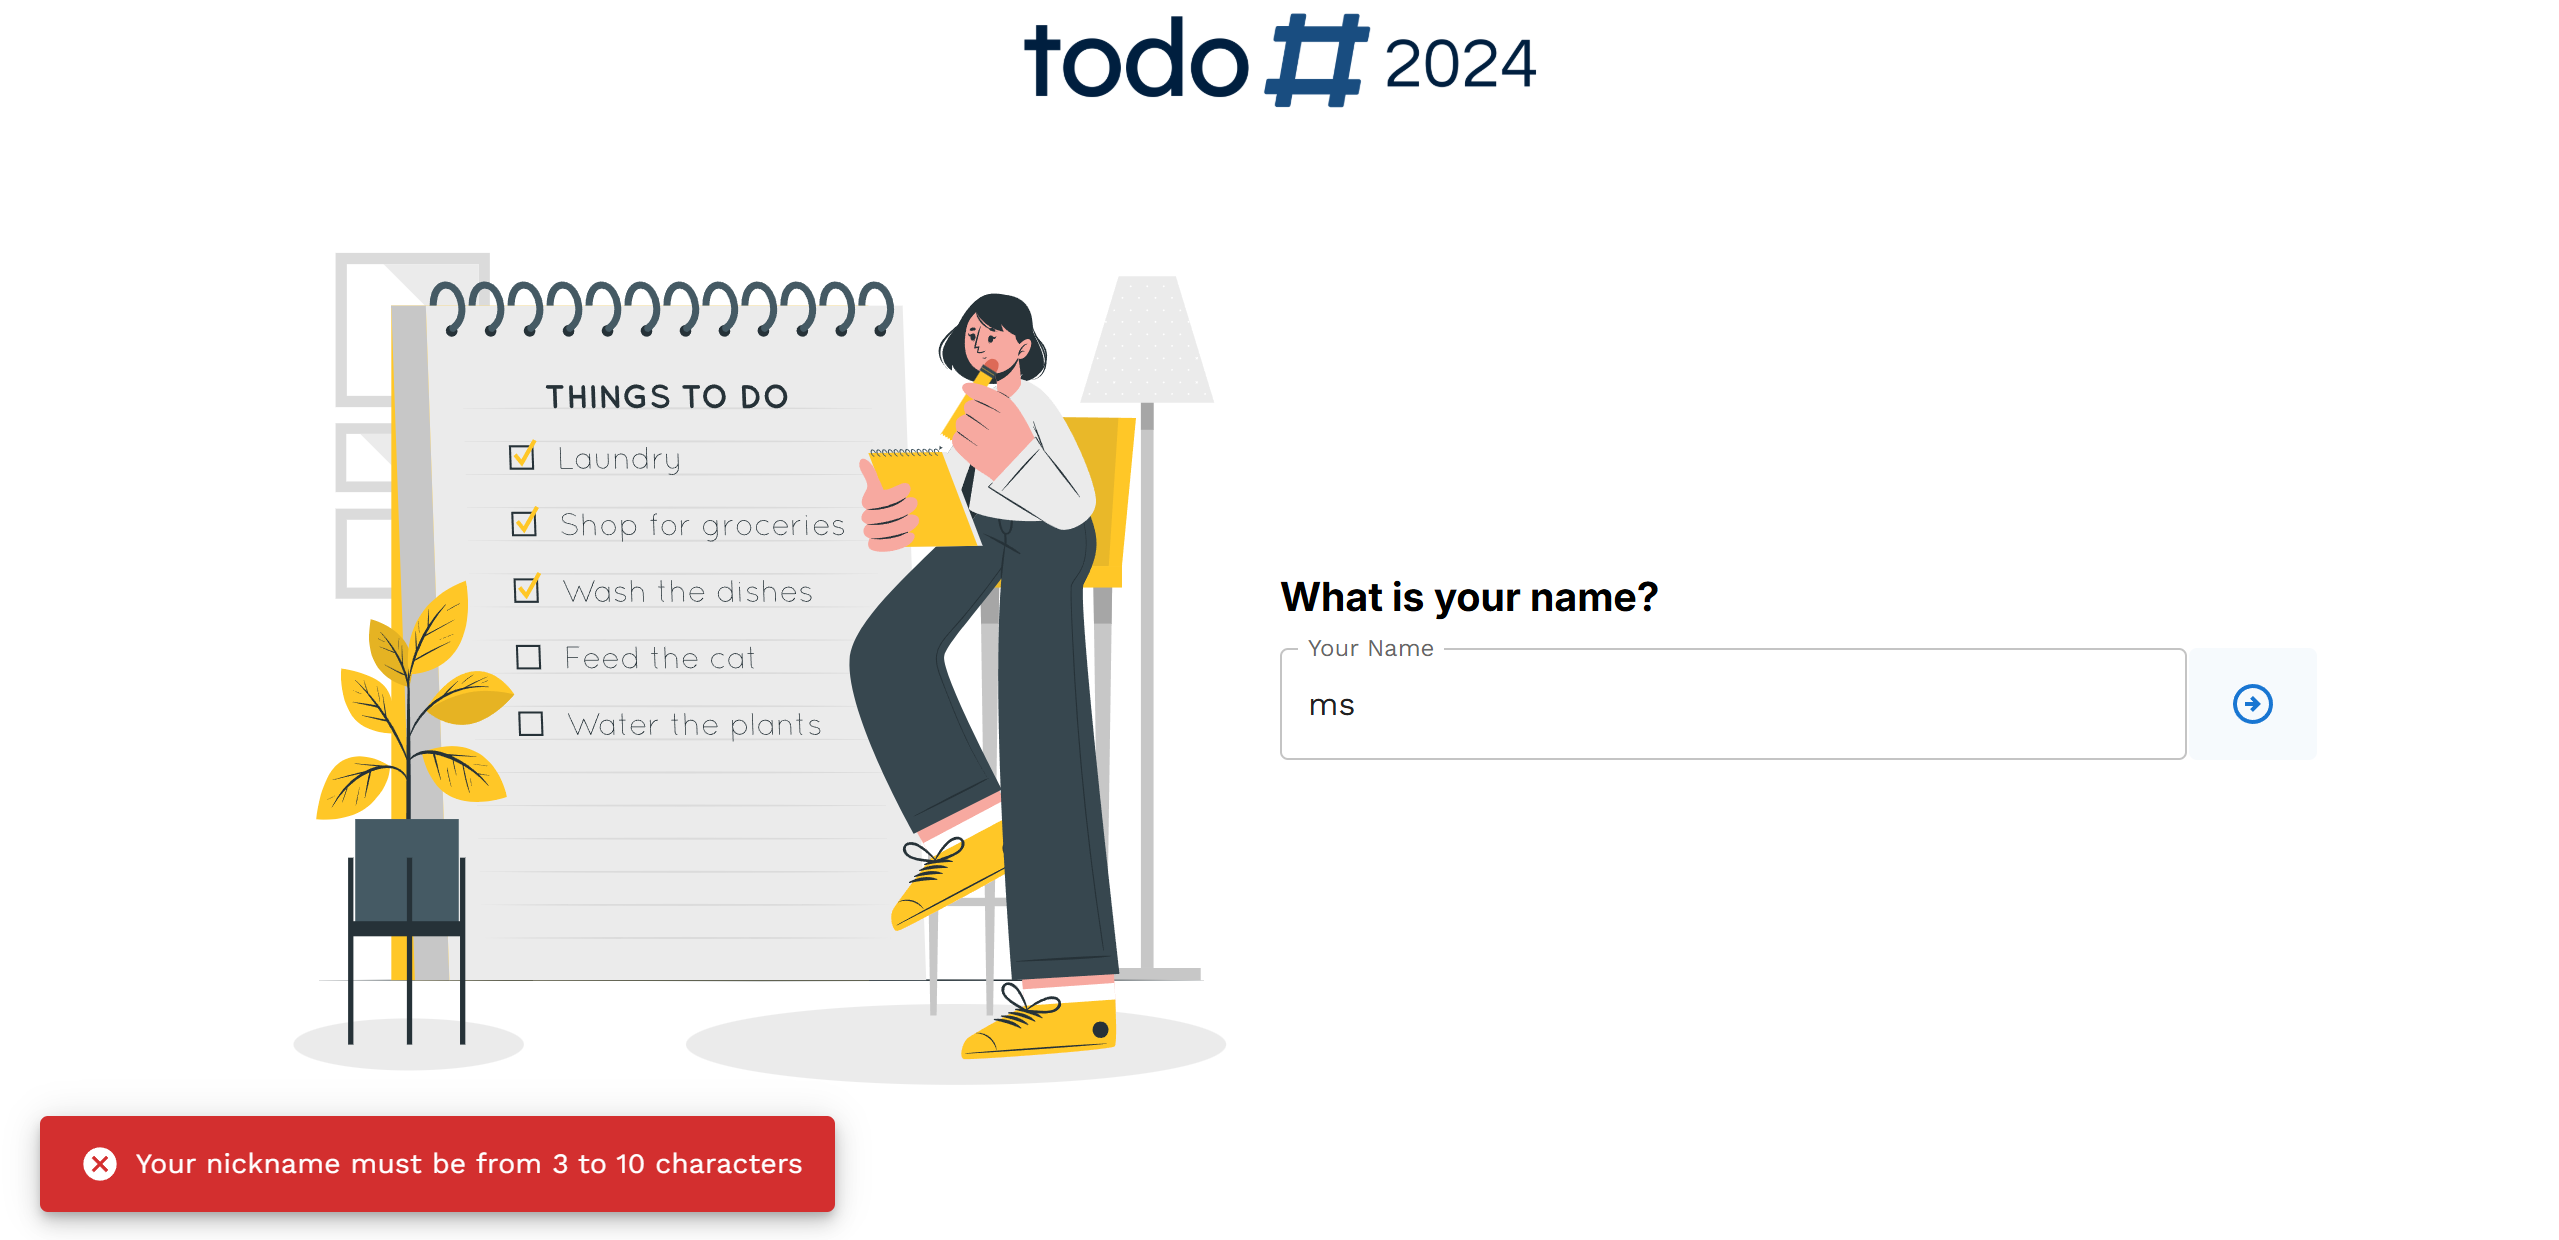 todo # 2024
THINGS TO DO
Laundry
Shop for groceries
Wash the dishes
Feed the cat
Water the plants
What is your name?
Your Name
ms
Your nickname must be from 3 to 10 characters